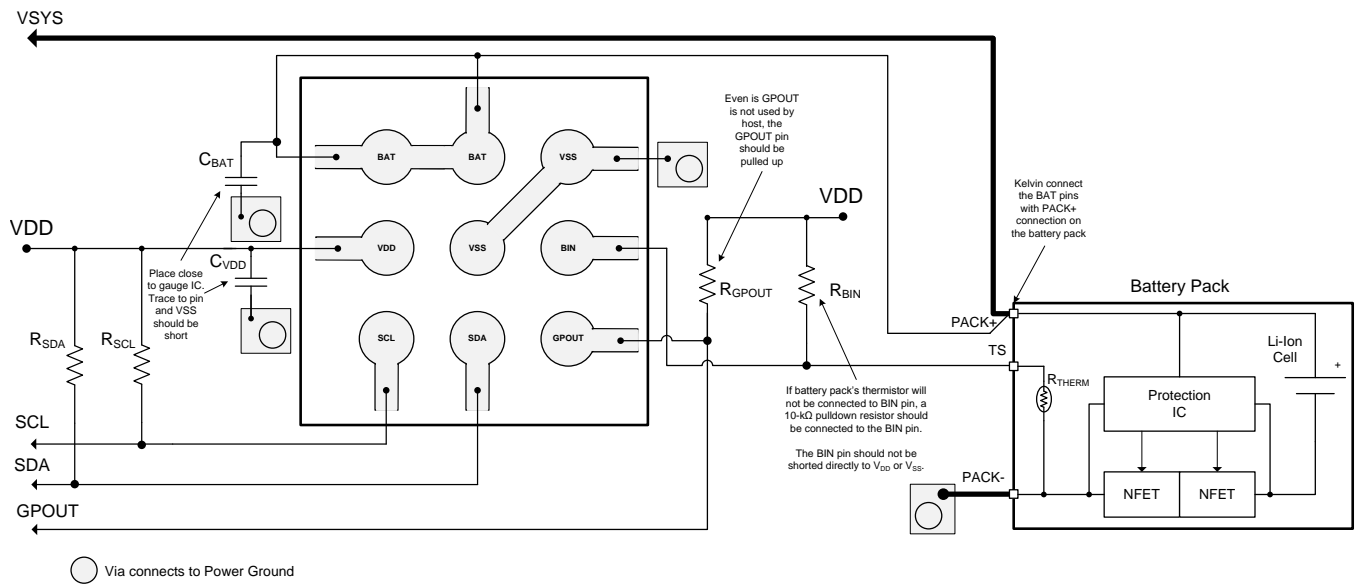 VSYS
Even is GPOUT
is not used by
host, the
GPOUT pin
should be
pulled up
CBAT
BAT
BAT
VSS
VDD
Kelvin connect
the BAT pins
with PACK+
connection on
the battery pack
VDD
VDD
VSS
BIN
CVDD
Place close
to gauge IC.
Trace to pin
and VSS
should be
short
RGPOUT
RBIN
Battery Pack
RSDA
RSCL
SCL
SDA
GPOUT
PACK+
TS
Li-Ion
Cell
+
RTHERM
Protection
IC
If battery pack's thermistor will
not be connected to BIN pin, a
10-kΩ pulldown resistor should
be connected to the BIN pin.
The BIN pin should not be
shorted directly to VDD or VSS.
SCL
SDA
PACK-
NFET
NFET
GPOUT
Via connects to Power Ground